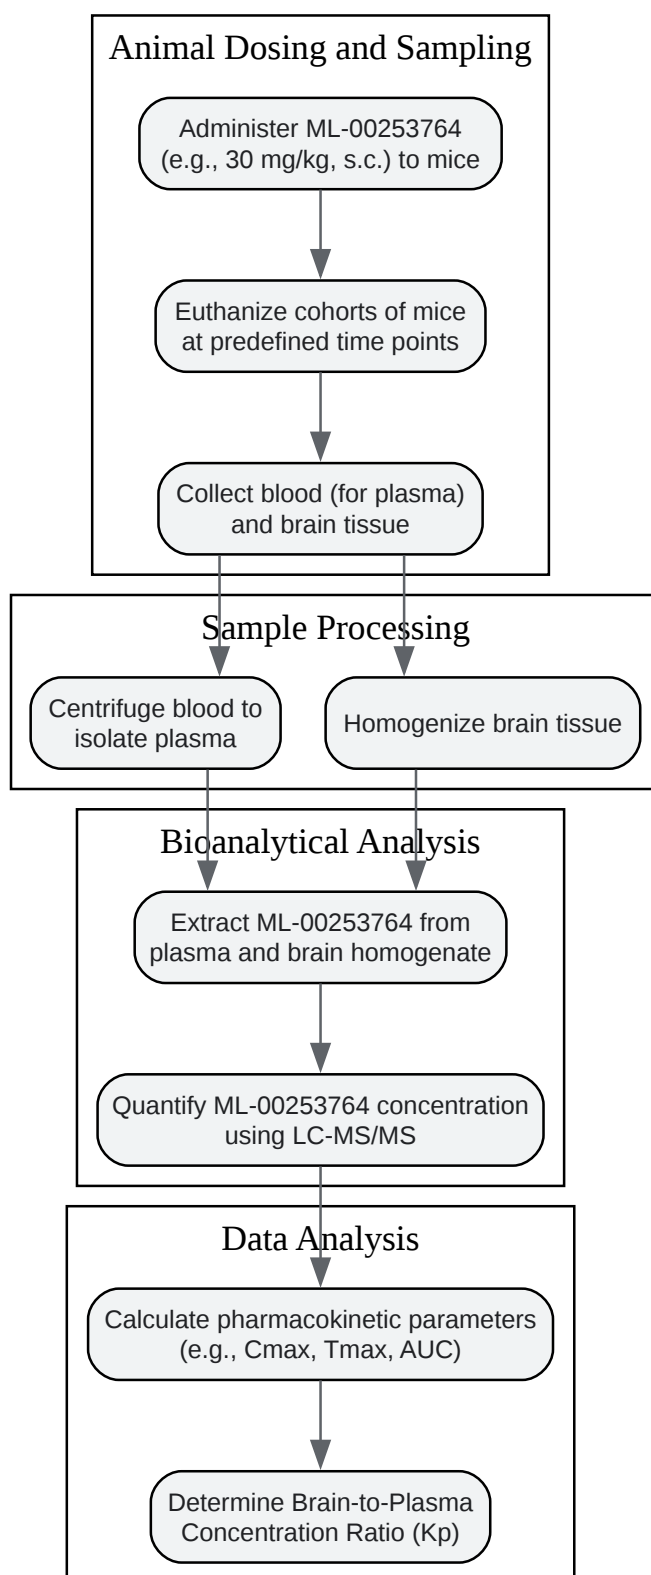 Animal Dosing and Sampling
Administer ML-00253764
(e.g., 30 mg/kg, s.c.) to mice
Euthanize cohorts of mice
at predefined time points
Collect blood (for plasma)
and brain tissue
Sample Processing
Centrifuge blood to
isolate plasma
Homogenize brain tissue
Bioanalytical Analysis
Extract ML-00253764 from
plasma and brain homogenate
Quantify ML-00253764 concentration
using LC-MS/MS
Data Analysis
Calculate pharmacokinetic parameters
(e.g., Cmax, Tmax, AUC)
Determine Brain-to-Plasma
Concentration Ratio (Kp)